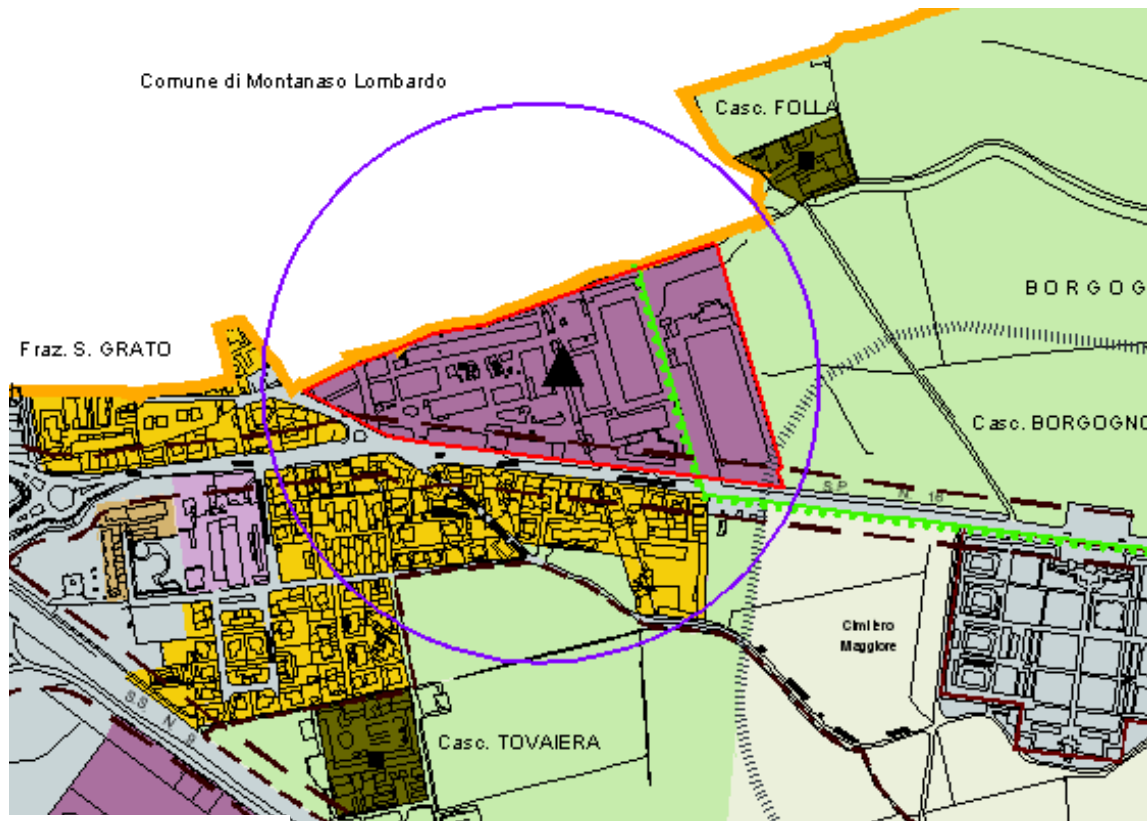 Comune di Montanaso Lombardo
Casc. FOLLA
BORGOG
Fraz. S. GRATO
Casc. BORGOGNO
S.P. N. 16
Cimitero
Maggiore
S.S. N. 9
Casc. TOVAIERA